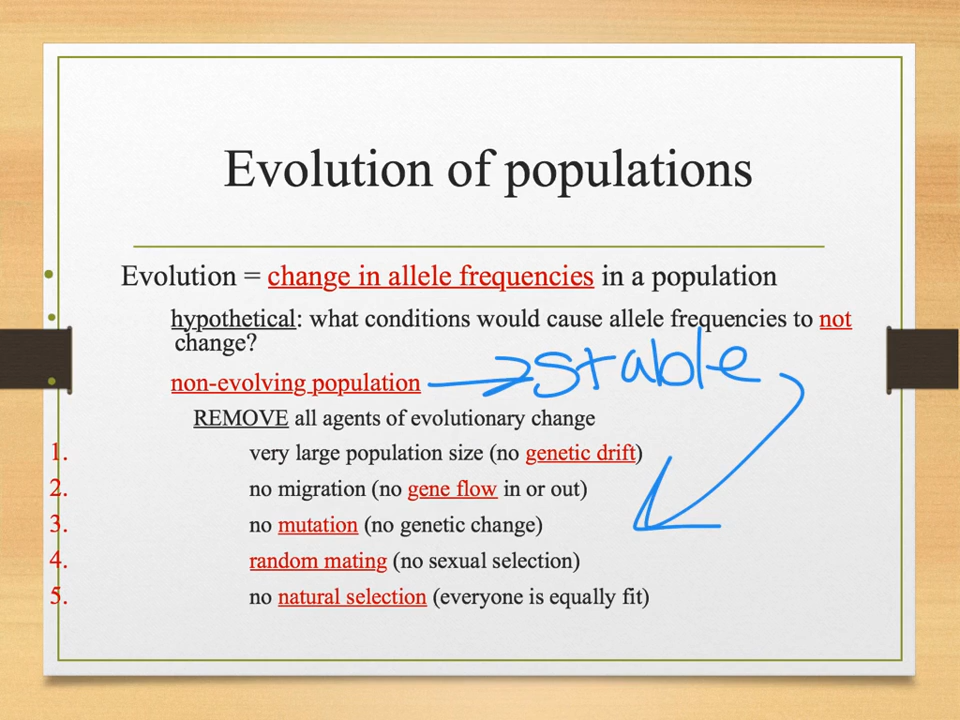 Evolution of populations
• Evolution = change in allele frequencies in a population
• hypothetical: what conditions would cause allele frequencies to not
change?
• non-evolving population → stable
REMOVE all agents of evolutionary change
1. very large population size (no genetic drift)
2. no migration (no gene flow in or out)
3. no mutation (no genetic change)
4. random mating (no sexual selection)
5. no natural selection (everyone is equally fit)